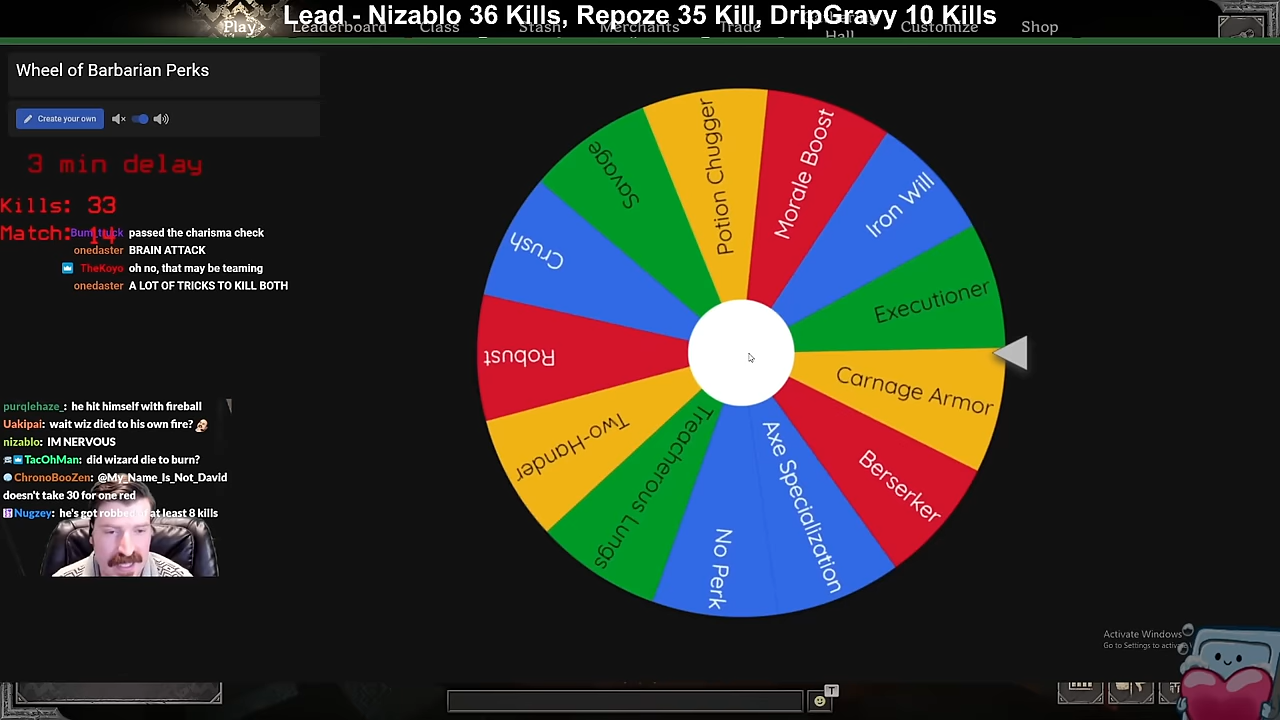 Lead - Nizablo 36 Kills, Repoze 35 Kill, DripGravy 10 Kills
Play Leaderboard Class Stash Merchants Trade Hall Customize Shop
Wheel of Barbarian Perks
Create your own
3 min delay
Kills: 33
Match: 14
passed the charisma check
onedaster BRAIN ATTACK
TheKoyo oh no, that may be teaming
onedaster A LOT OF TRICKS TO KILL BOTH
purqlehaze_: he hit himself with fireball
Uakipai: wait wiz died to his own fire?
nizablo: IM NERVOUS
TacOhMan: did wizard die to burn?
ChronoBooZen: @My_Name_Is_Not_David
doesn't take 30 for one red
Nugzey: he's got robbed at least 8 kills
Savage
Potion Chugger
Morale Boost
Iron Will
Executioner
Carnage Armor
Berserker
Axe Specialization
No Perk
Treacherous Lungs
Two-Hander
Robust
Crush
Activate Windows
Go to Settings to activate
T